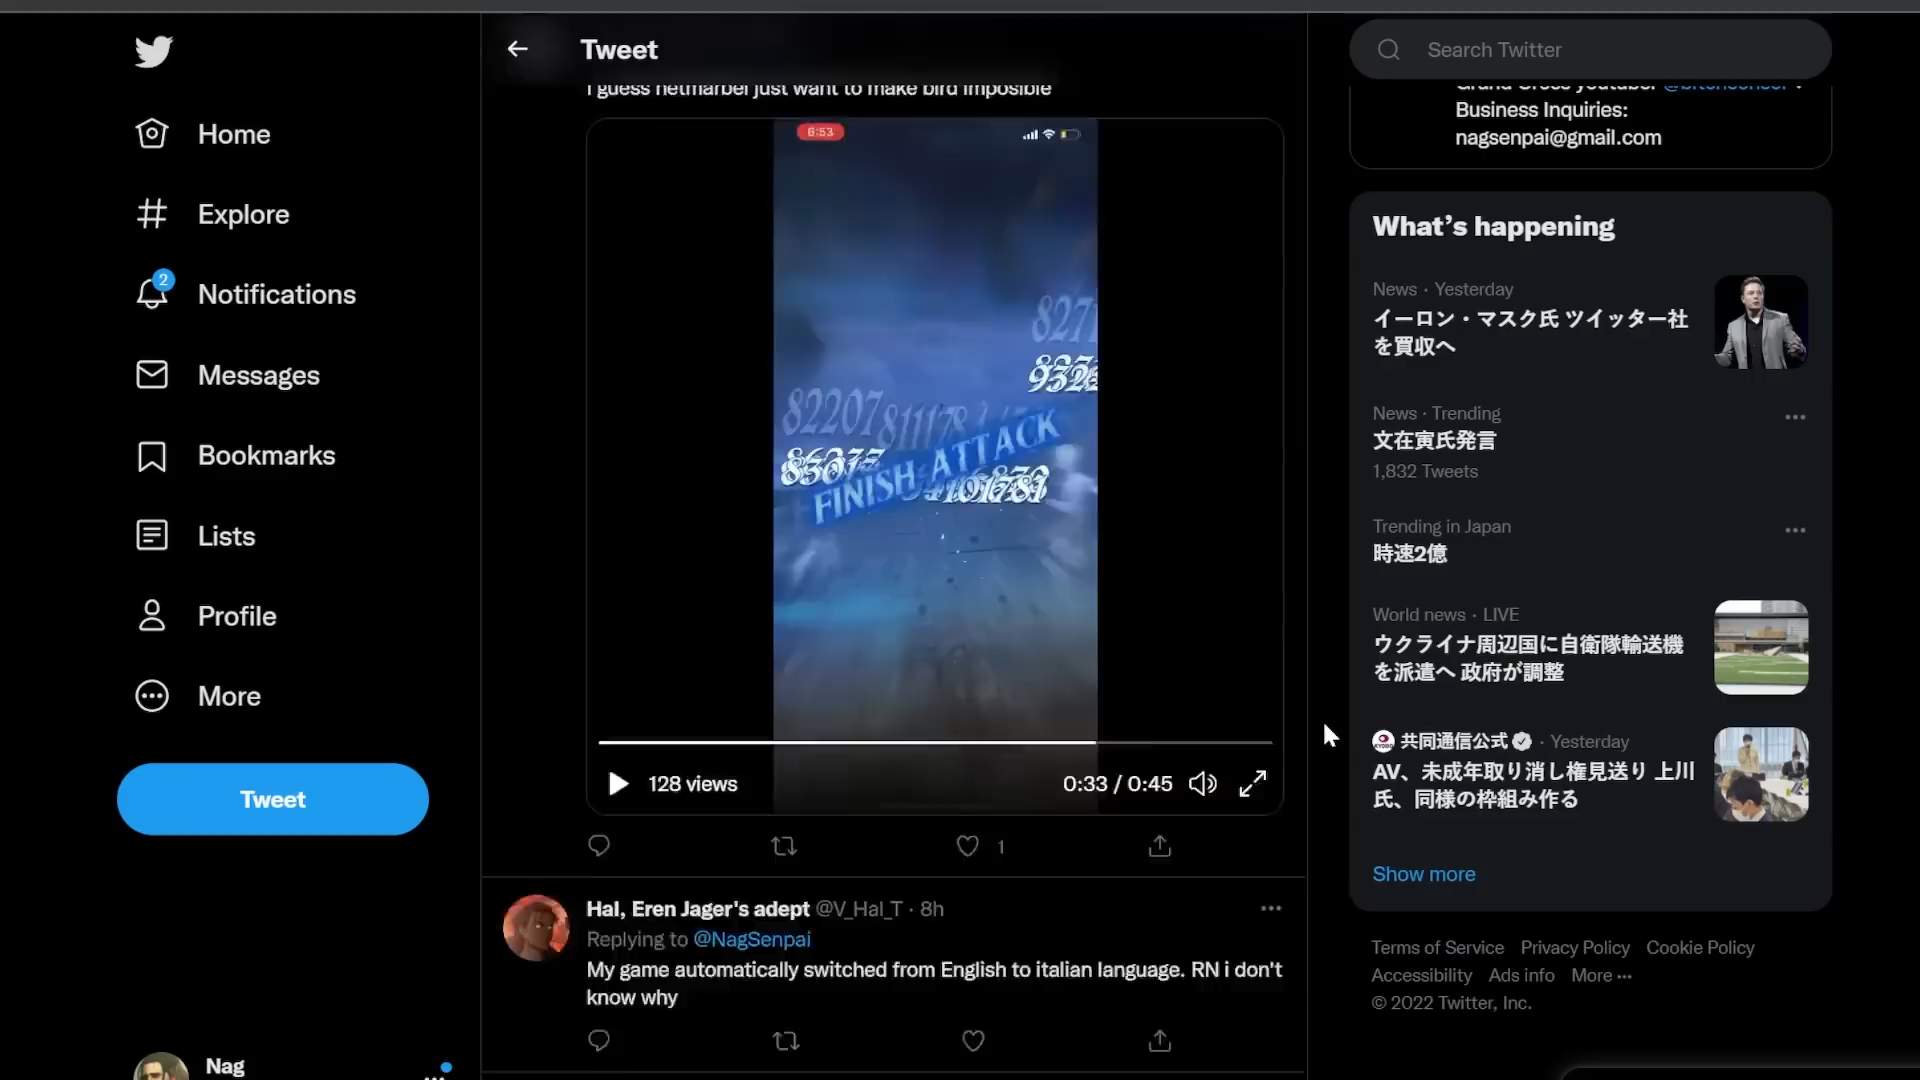 Home
Explore
2
Notifications
Messages
Bookmarks
Lists
Profile
More
Tweet
Nag
Tweet
I guess netmarbel just want to make bird imposible
6:53
82207
811178
FINISH ATTACK
128 views
0:33 / 0:45
1
Hal, Eren Jager's adept @V_Hal_T · 8h
Replying to @NagSenpai
My game automatically switched from English to italian language. RN i don't
know why
Search Twitter
Business Inquiries:
nagsenpai@gmail.com
What's happening
News · Yesterday
イーロン・マスク氏 ツイッター社
を買収へ
News · Trending
文在寅氏発言
1,832 Tweets
Trending in Japan
時速2億
World news · LIVE
ウクライナ周辺国に自衛隊輸送機
を派遣へ 政府が調整
KYODO 共同通信公式 · Yesterday
AV、未成年取り消し権見送り 上川
氏、同様の枠組み作る
Show more
Terms of Service Privacy Policy Cookie Policy
Accessibility Ads info More
© 2022 Twitter, Inc.